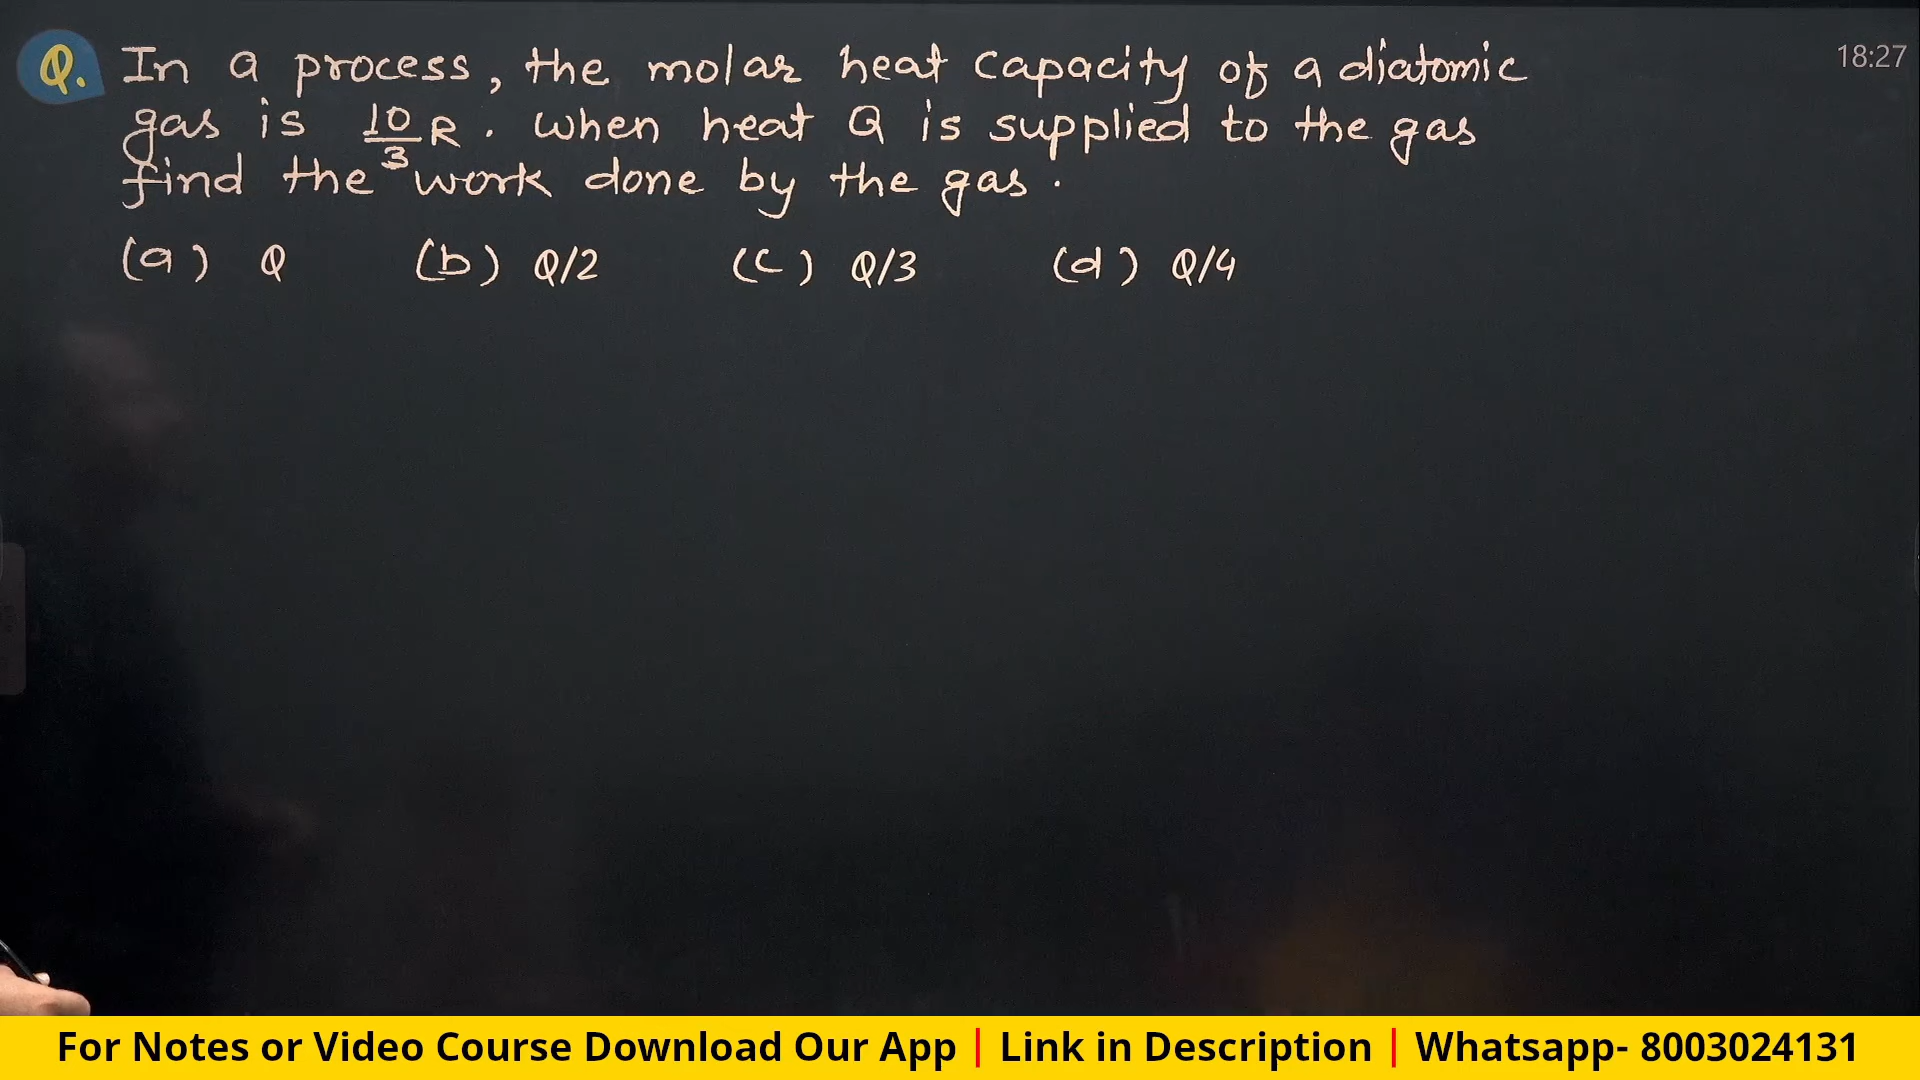 Q. In a process, the molar heat capacity of a diatomic
gas is 10/3 R. When heat Q is supplied to the gas
find the work done by the gas.
(a) Q (b) Q/2 (c) Q/3 (d) Q/4
18:27
For Notes or Video Course Download Our App | Link in Description | Whatsapp- 8003024131